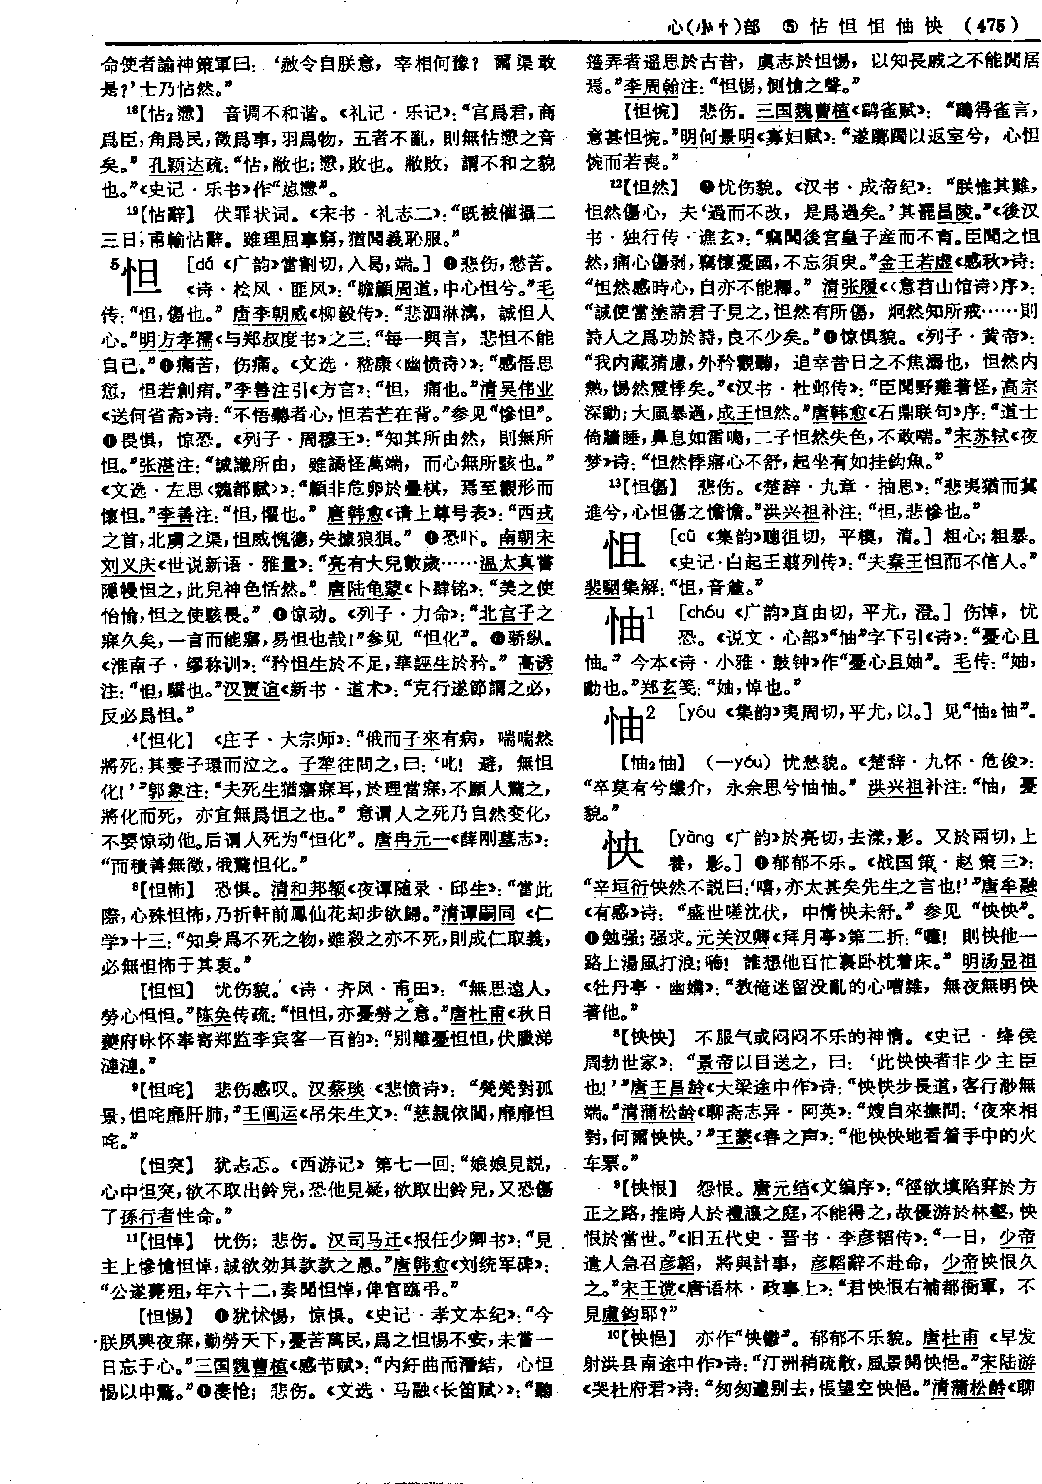 心(小忄)部 ⑤ 怗 怛 怚 怞 怏 (475)
命使者諭神策軍曰：‘敕令自朕意，宰相何豫？爾渠敢
是？’士乃怗然。”
¹⁸【怗₂懘】 音调不和谐。《礼记·乐记》：“宫爲君，商
爲臣，角爲民，徵爲事，羽爲物，五者不亂，則無怗懘之音
矣。”孔颖达疏：“怗，敝也；懘，敗也。敝敗，謂不和之貌
也。”《史记·乐书》作“惉懘”。
¹⁹【怗辭】 伏罪状词。《宋书·礼志二》：“既被催攝二
三日，甫輸怗辭。雖理屈事窮，猶聞義恥服。”
⁵怛 [dá 《广韵》當割切，入曷，端。] ❶悲伤，愁苦。
《诗·桧风·匪风》：“瞻顧周道，中心怛兮。”毛
传：“怛，傷也。”唐李朝威《柳毅传》：“悲泗淋漓，誠怛人
心。”明方孝孺《与郑叔度书》之三：“每一興言，悲怛不能
自已。”❷痛苦，伤痛。《文选·嵇康〈幽愤诗〉》：“感悟思
愆，怛若創痏。”李善注引《方言》：“怛，痛也。”清吴伟业
《送何省斋》诗：“不悟聽者心，怛若芒在背。”参见“慘怛”。
❸畏惧，惊恐。《列子·周穆王》：“知其所由然，則無所
怛。”张湛注：“誠識所由，雖譎怪萬端，而心無所駭也。”
《文选·左思〈魏都赋〉》：“顧非危卵於疊棋，焉至觀形而
懷怛。”李善注：“怛，懼也。”唐韩愈《请上尊号表》：“西戎
之首，北虜之渠，怛威愧德，失據狼狽。”❹恐吓。南朝宋
刘义庆《世说新语·雅量》：“亮有大兒數歲……温太真嘗
隱幔怛之，此兒神色恬然。”唐陆龟蒙《卜肆铭》：“美之使
怡愉，怛之使駭畏。”❺惊动。《列子·力命》：“北宫子之
寐久矣，一言而能寤，易怛也哉！”参见“怛化”。❻骄纵。
《淮南子·缪称训》：“矜怛生於不足，華誣生於矜。”高诱
注：“怛，驕也。”汉贾谊《新书·道术》：“克行遂節謂之必，
反必爲怛。”
⁴【怛化】 《庄子·大宗师》：“俄而子來有病，喘喘然
將死；其妻子環而泣之。子犂往問之，曰：‘叱！避，無怛
化！’”郭象注：“夫死生猶寤寐耳，於理當寐，不願人驚之，
將化而死，亦宜無爲怛之也。”意谓人之死乃自然变化，
不要惊动他。后谓人死为“怛化”。唐冉元一《薛刚墓志》：
“而積善無徵，俄驚怛化。”
⁸【怛怖】 恐惧。清和邦额《夜谭随录·邱生》：“當此
際，心殊怛怖，乃折軒前鳳仙花却步欲歸。”清谭嗣同《仁
学》十三：“知身爲不死之物，雖殺之亦不死，則成仁取義，
必無怛怖于其衷。”
【怛怛】 忧伤貌。《诗·齐风·甫田》：“無思遠人，
勞心怛怛。”陈奂传疏：“怛怛，亦憂勞之意。”唐杜甫《秋日
夔府咏怀奉寄郑监李宾客一百韵》：“别離憂怛怛，伏臘涕
漣漣。”
⁹【怛咤】 悲伤感叹。汉蔡琰《悲愤诗》：“煢煢對孤
景，怛咤靡肝肺。”王闿运《吊朱生文》：“慈親依閭，靡靡怛
咤。”
【怛突】 犹忐忑。《西游记》第七一回：“娘娘見説，
心中怛突，欲不取出鈴兒，恐他見疑，欲取出鈴兒，又恐傷
了孫行者性命。”
¹¹【怛悼】 忧伤；悲伤。汉司马迁《报任少卿书》：“見
主上慘愴怛悼，誠欲効其款款之愚。”唐韩愈《刘统军碑》：
“公遂薨殂，年六十二，奏聞怛悼，俾官臨弔。”
【怛惕】 ❶犹怵惕，惊惧。《史记·孝文本纪》：“今
朕夙興夜寐，勤勞天下，憂苦萬民，爲之怛惕不安，未嘗一
日忘于心。”三国魏曹植《感节赋》：“内紆曲而潛結，心怛
惕以中驚。”❷凄怆；悲伤。《文选·马融〈长笛赋〉》：“聽
簉弄者遥思於古昔，虞志於怛惕，以知長戚之不能閒居
焉。”李周翰注：“怛惕，惻愴之聲。”
【怛惋】 悲伤。三国魏曹植《鹞雀赋》：“鷂得雀言，
意甚怛惋。”明何景明《寡妇赋》：“遂躑躅以返室兮，心怛
惋而若喪。”
¹²【怛然】 ❶忧伤貌。《汉书·成帝纪》：“朕惟其難，
怛然傷心，夫‘過而不改，是爲過矣。’其罷昌陵。”《後汉
书·独行传·谯玄》：“竊聞後宫皇子産而不育。臣聞之怛
然，痛心傷剥，竊懷憂國，不忘須臾。”金王若虚《感秋》诗：
“怛然感時心，白亦不能釋。”清张履《〈意苕山馆诗〉序》：
“誠使當塗諸君子見之，怛然有所傷，炯然知所戒……則
詩人之爲功於詩，良不少矣。”❷惊惧貌。《列子·黄帝》：
“我内藏猜慮，外矜觀聽，追幸昔日之不焦溺也，怛然内
熱，惕然震悸矣。”《汉书·杜邺传》：“臣聞野雞著怪，高宗
深動；大風暴過，成王怛然。”唐韩愈《石鼎联句》序：“道士
倚牆睡，鼻息如雷鳴，二子怛然失色，不敢喘。”宋苏轼《夜
梦》诗：“怛然悸寤心不舒，起坐有如挂鈎魚。”
¹³【怛傷】 悲伤。《楚辞·九章·抽思》：“悲夷猶而冀
進兮，心怛傷之憺憺。”洪兴祖补注：“怛，悲慘也。”
怚 [cū 《集韵》聰徂切，平模，清。] 粗心；粗暴。
《史记·白起王翦列传》：“夫秦王怚而不信人。”
裴駰集解：“怚，音麤。”
怞¹ [chóu 《广韵》直由切，平尤，澄。] 伤悼，忧
恐。《说文·心部》“怞”字下引《诗》：“憂心且
怞。”今本《诗·小雅·鼓钟》作“憂心且妯”。毛传：“妯，
動也。”郑玄笺：“妯，悼也。”
怞² [yóu 《集韵》夷周切，平尤，以。] 见“怞₂怞”。
【怞₂怞】 (—yóu) 忧愁貌。《楚辞·九怀·危俊》：
“卒莫有兮纖介，永余思兮怞怞。”洪兴祖补注：“怞，憂
貌。”
怏 [yàng 《广韵》於亮切，去漾，影。又於兩切，上
養，影。] ❶郁郁不乐。《战国策·赵策三》：
“辛垣衍怏然不説曰：‘嘻，亦太甚矣先生之言也！’”唐牟融
《有感》诗：“盛世嗟沈伏，中情怏未舒。”参见“怏怏”。
❷勉强；强求。元关汉卿《拜月亭》第二折：“嚱！則怏他一
路上湯風打浪；嗨！誰想他百忙裏卧枕着床。”明汤显祖
《牡丹亭·幽媾》：“教俺迷留没亂的心嘈雜，無夜無明怏
著他。”
⁵【怏怏】 不服气或闷闷不乐的神情。《史记·绛侯
周勃世家》：“景帝以目送之，曰：‘此怏怏者非少主臣
也！’”唐王昌龄《大梁途中作》诗：“怏怏步長道，客行渺無
端。”清蒲松龄《聊斋志异·阿英》：“嫂自來撫問：‘夜來相
對，何爾怏怏。’”王蒙《春之声》：“他怏怏地看着手中的火
车票。”
⁹【怏恨】 怨恨。唐元结《文编序》：“徑欲填陷穽於方
正之路，推時人於禮讓之庭，不能得之，故優游於林壑，怏
恨於當世。”《旧五代史·晋书·李彦韬传》：“一日，少帝
遣人急召彦韜，將與計事，彦韜辭不赴命，少帝怏恨久
之。”宋王谠《唐语林·政事上》：“君怏恨右補都衙軍，不
見盧鈞耶？”
¹⁰【怏悒】 亦作“怏鞅”。郁郁不乐貌。唐杜甫《早发
射洪县南途中作》诗：“汀洲稍疏散，風景開怏悒。”宋陆游
《哭杜府君》诗：“匆匆遽别去，悵望空怏悒。”清蒲松龄《聊